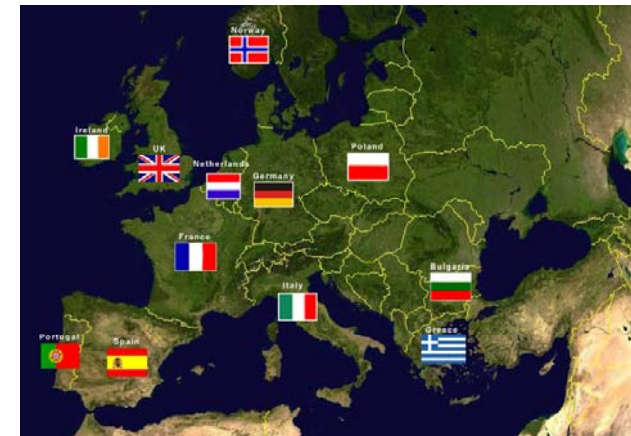 Norway
Ireland
UK
Netherlands
Germany
Poland
France
Bulgaria
Italy
Greece
Portugal
Spain